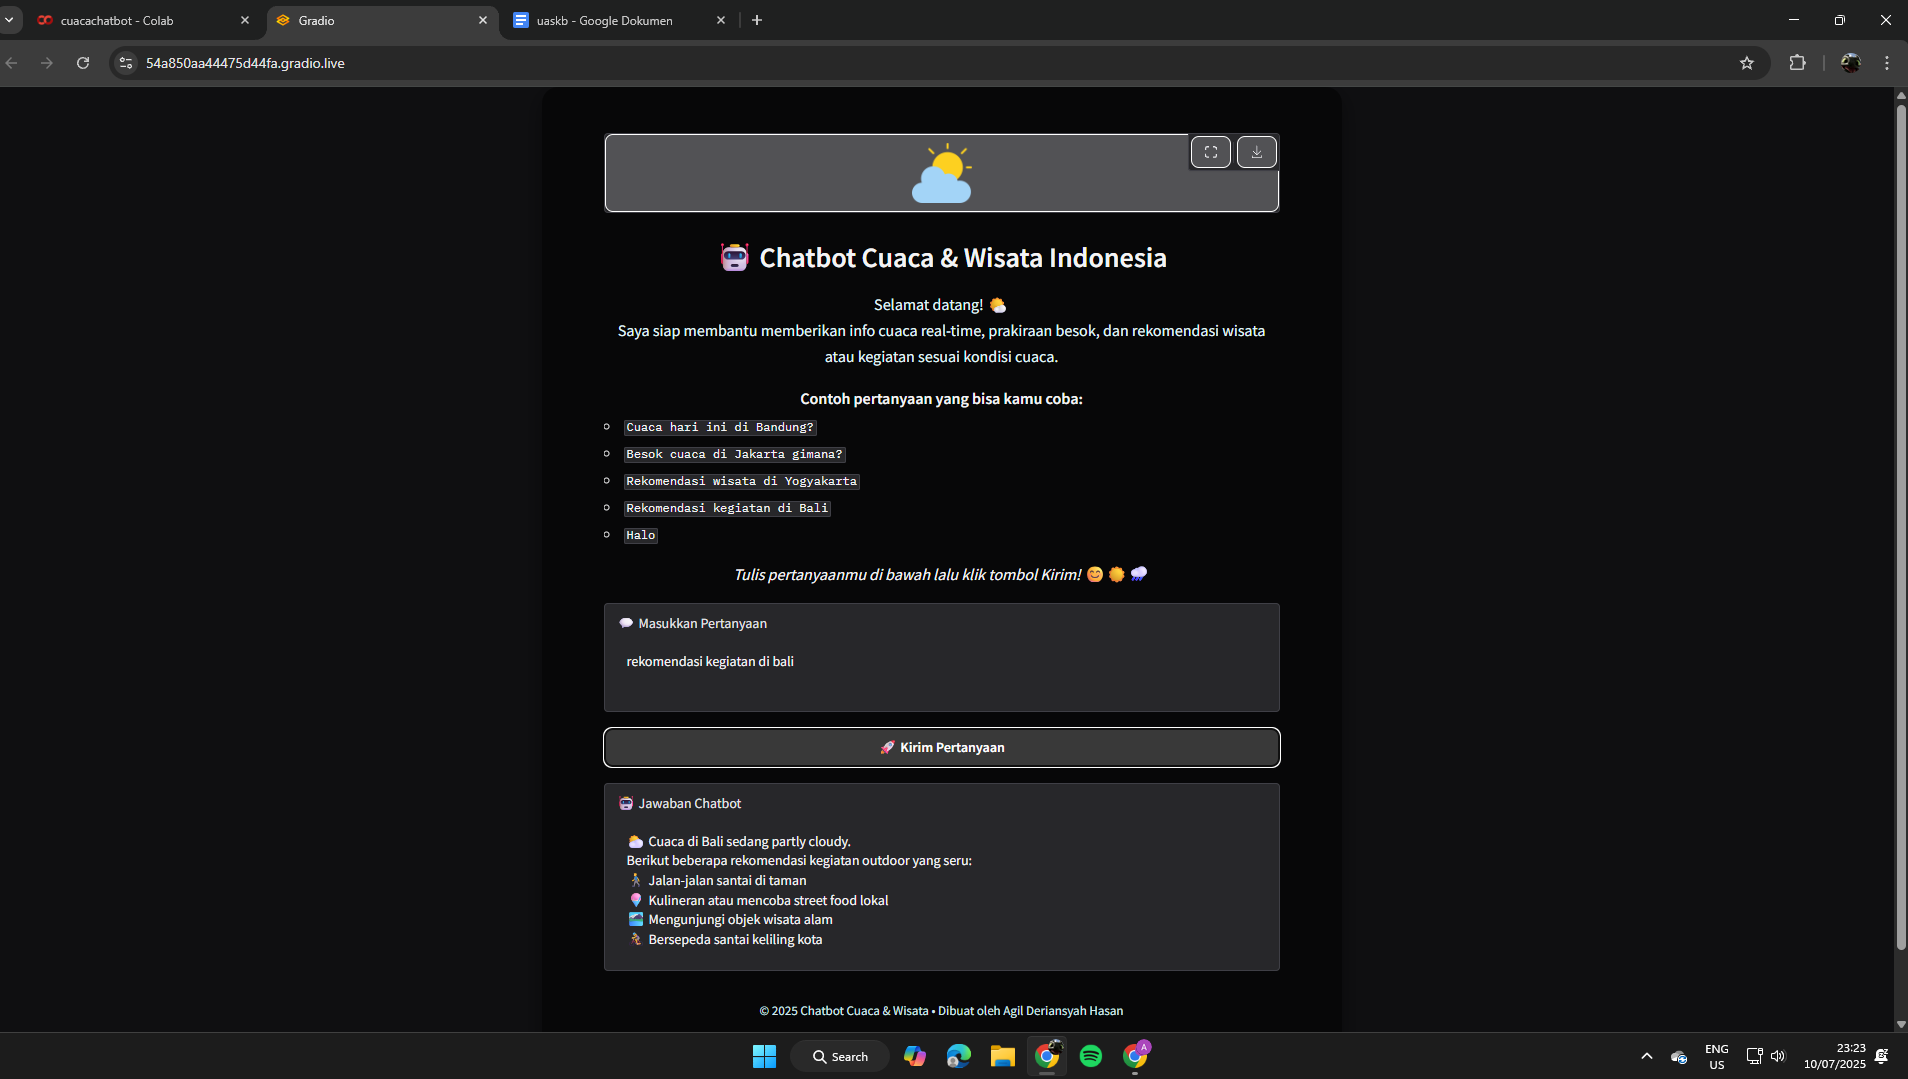 cuacachatbot - Colab
Gradio
uaskb - Google Dokumen
54a850aa44475d44fa.gradio.live
Chatbot Cuaca & Wisata Indonesia
Selamat datang!
Saya siap membantu memberikan info cuaca real-time, prakiraan besok, dan rekomendasi wisata
atau kegiatan sesuai kondisi cuaca.
Contoh pertanyaan yang bisa kamu coba:
Cuaca hari ini di Bandung?
Besok cuaca di Jakarta gimana?
Rekomendasi wisata di Yogyakarta
Rekomendasi kegiatan di Bali
Halo
Tulis pertanyaanmu di bawah lalu klik tombol Kirim!
Masukkan Pertanyaan
rekomendasi kegiatan di bali
Kirim Pertanyaan
Jawaban Chatbot
Cuaca di Bali sedang partly cloudy.
Berikut beberapa rekomendasi kegiatan outdoor yang seru:
Jalan-jalan santai di taman
Kulineran atau mencoba street food lokal
Mengunjungi objek wisata alam
Bersepeda santai keliling kota
© 2025 Chatbot Cuaca & Wisata • Dibuat oleh Agil Deriansyah Hasan
Search
A
ENG
US
23:23
10/07/2025